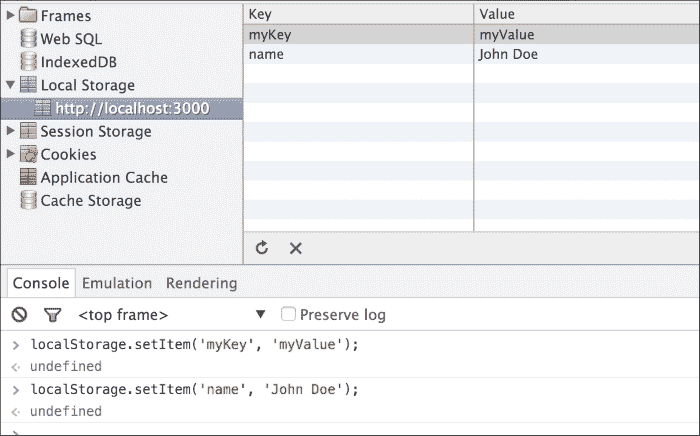 Frames
Web SQL
IndexedDB
Local Storage
http://localhost:3000
Session Storage
Cookies
Application Cache
Cache Storage
Key Value
myKey myValue
name John Doe
Console Emulation Rendering
<top frame> Preserve log
> localStorage.setItem('myKey', 'myValue');
< undefined
> localStorage.setItem('name', 'John Doe');
< undefined
>